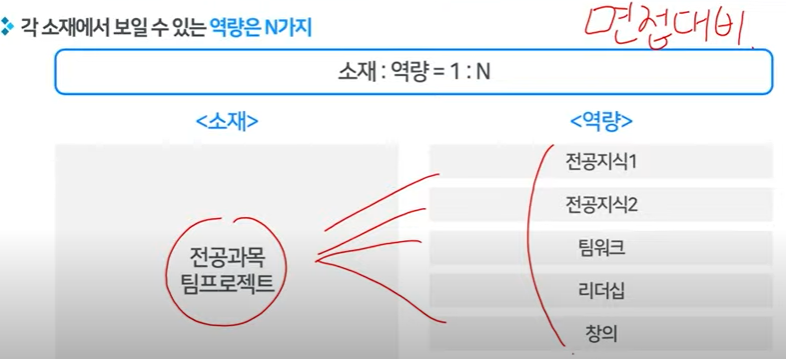 각 소재에서 보일 수 있는 역량은 N가지
면접대비.
소재 : 역량 = 1 : N
<소재>
<역량>
전공과목
팀프로젝트
전공지식1
전공지식2
팀워크
리더십
창의